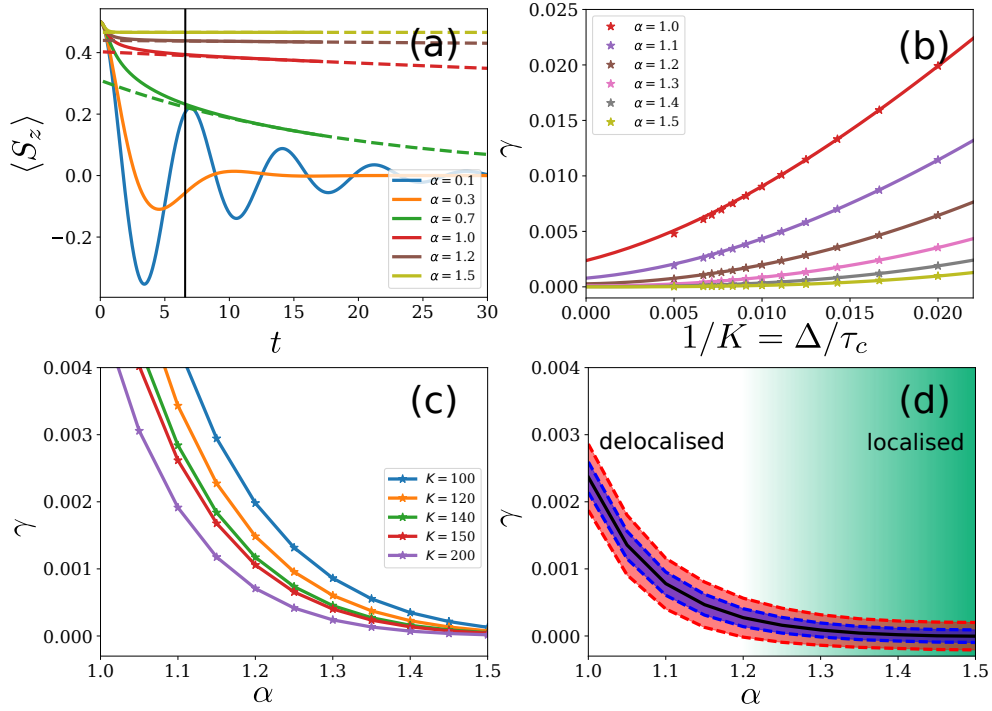 (a)
0.4
0.2
0.0
−0.2
⟨S_z⟩
0 5 10 15 20 25 30
t
α = 0.1
α = 0.3
α = 0.7
α = 1.0
α = 1.2
α = 1.5
(b)
0.025
0.020
0.015
0.010
0.005
0.000
γ
0.000 0.005 0.010 0.015 0.020
1/K = Δ/τ_c
α = 1.0
α = 1.1
α = 1.2
α = 1.3
α = 1.4
α = 1.5
(c)
0.004
0.003
0.002
0.001
0.000
γ
1.0 1.1 1.2 1.3 1.4 1.5
α
K = 100
K = 120
K = 140
K = 150
K = 200
(d)
delocalised localised
0.004
0.003
0.002
0.001
0.000
γ
1.0 1.1 1.2 1.3 1.4 1.5
α